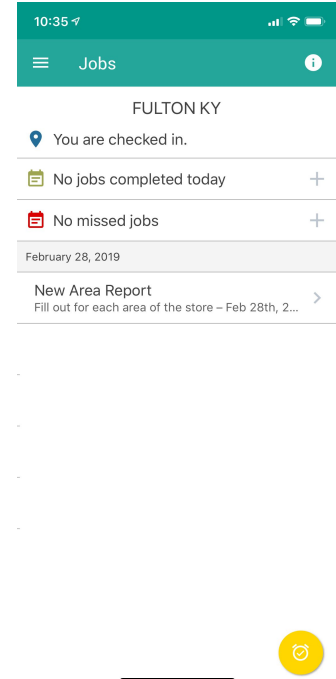 10:35
Jobs
FULTON KY
You are checked in.
No jobs completed today
No missed jobs
February 28, 2019
New Area Report
Fill out for each area of the store – Feb 28th, 2...